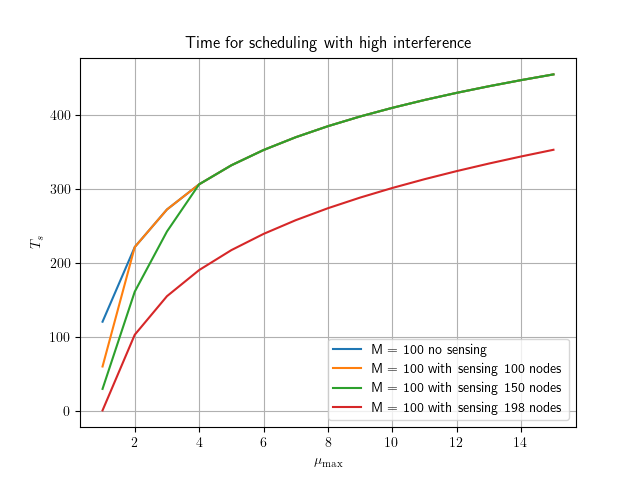 Time for scheduling with high interference
400
300
200
100
0
T_s
2 4 6 8 10 12 14
μ_max
M = 100 no sensing
M = 100 with sensing 100 nodes
M = 100 with sensing 150 nodes
M = 100 with sensing 198 nodes